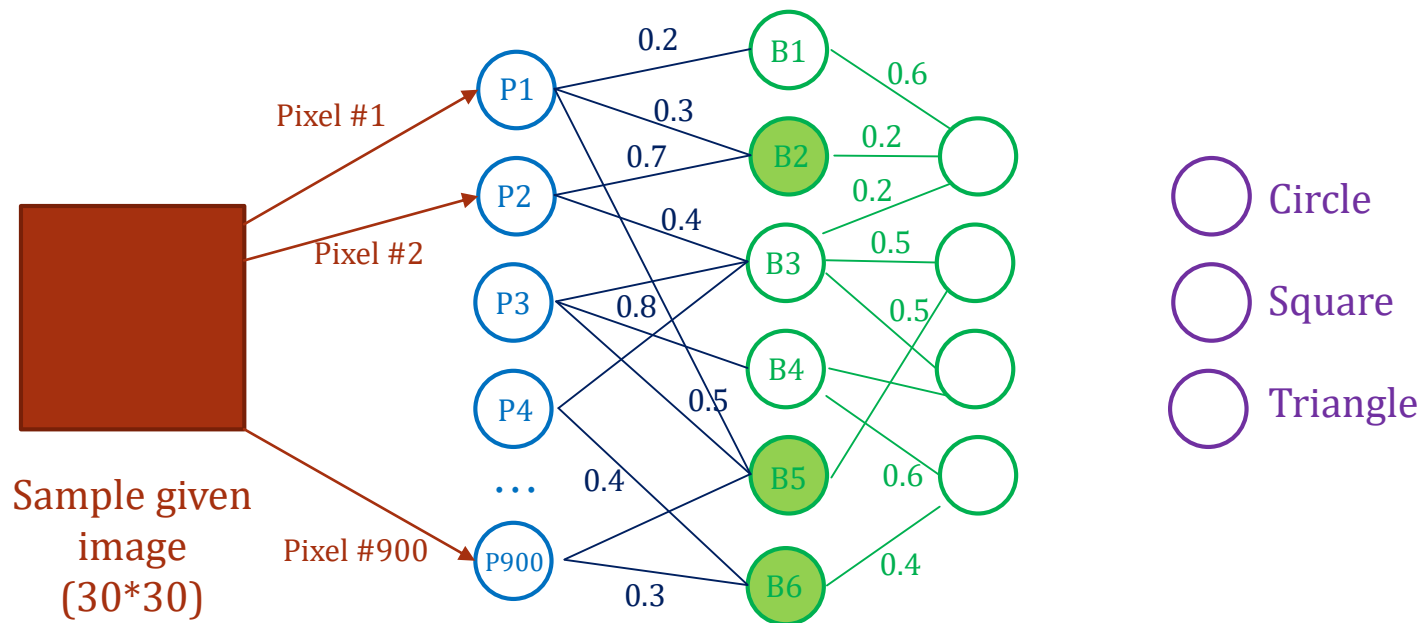 Sample given
image
(30*30)
Pixel #1
Pixel #2
Pixel #900
P1
P2
P3
P4
...
P900
0.2
0.3
0.7
0.4
0.8
0.5
0.4
0.3
B1
B2
B3
B4
B5
B6
0.6
0.2
0.2
0.5
0.5
0.6
0.4
Circle
Square
Triangle